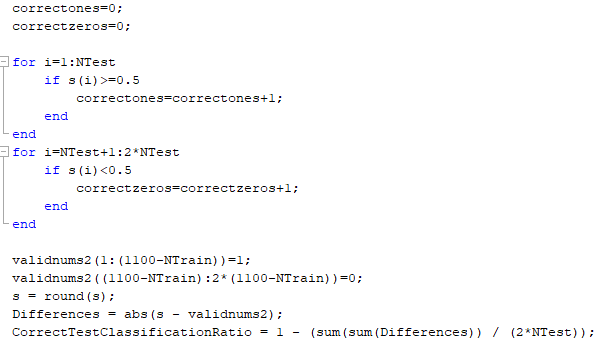 correctones=0;
correctzeros=0;
for i=1:NTest
if s(i)>=0.5
correctones=correctones+1;
end
end
for i=NTest+1:2*NTest
if s(i)<0.5
correctzeros=correctzeros+1;
end
end
validnums2(1:(1100-NTrain))=1;
validnums2((1100-NTrain):2*(1100-NTrain))=0;
s = round(s);
Differences = abs(s - validnums2);
CorrectTestClassificationRatio = 1 - (sum(sum(Differences)) / (2*NTest));